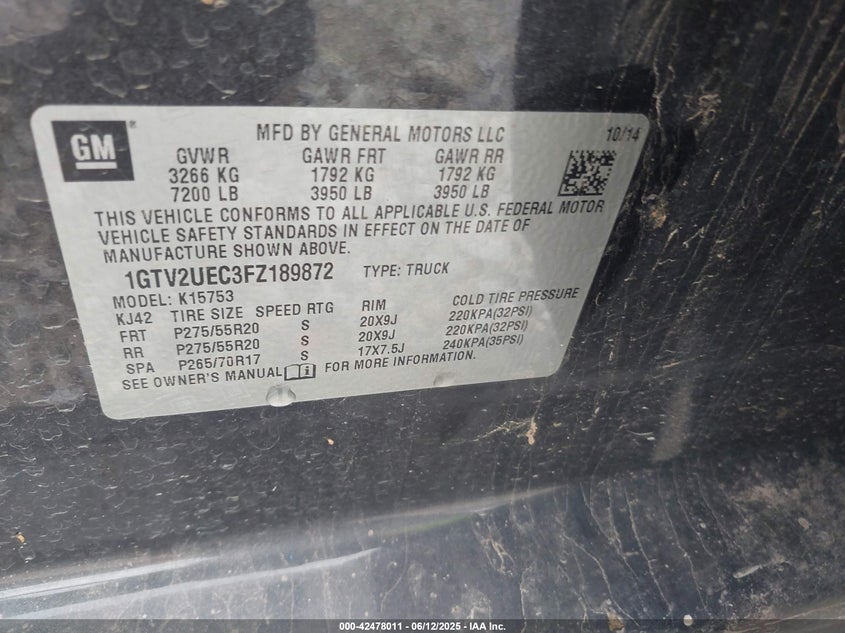 GM®
MFD BY GENERAL MOTORS LLC 10/14
GVWR GAWR FRT GAWR RR
3266 KG 1792 KG 1792 KG
7200 LB 3950 LB 3950 LB
THIS VEHICLE CONFORMS TO ALL APPLICABLE U.S. FEDERAL MOTOR
VEHICLE SAFETY STANDARDS IN EFFECT ON THE DATE OF
MANUFACTURE SHOWN ABOVE.
1GTV2UEC3FZ189872 TYPE: TRUCK
MODEL: K15753
KJ42 TIRE SIZE SPEED RTG RIM COLD TIRE PRESSURE
FRT P275/55R20 S 20X9J 220KPA(32PSI)
RR P275/55R20 S 20X9J 220KPA(32PSI)
SPA P265/70R17 S 17X7.5J 240KPA(35PSI)
SEE OWNER'S MANUAL i FOR MORE INFORMATION.
000-42478011 - 06/12/2025 - IAA Inc.